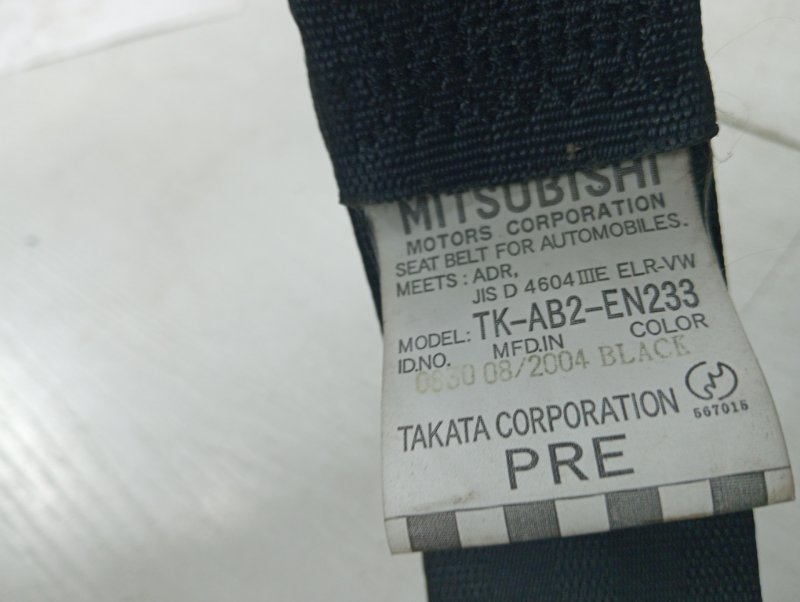 MITSUBISHI
MOTORS CORPORATION
SEAT BELT FOR AUTOMOBILES.
MEETS: ADR,
JIS D 4604 IIIE ELR-VW
MODEL: TK-AB2-EN233
ID.NO. MFD.IN COLOR
0630 08/2004 BLACK
TAKATA CORPORATION
567015
PRE